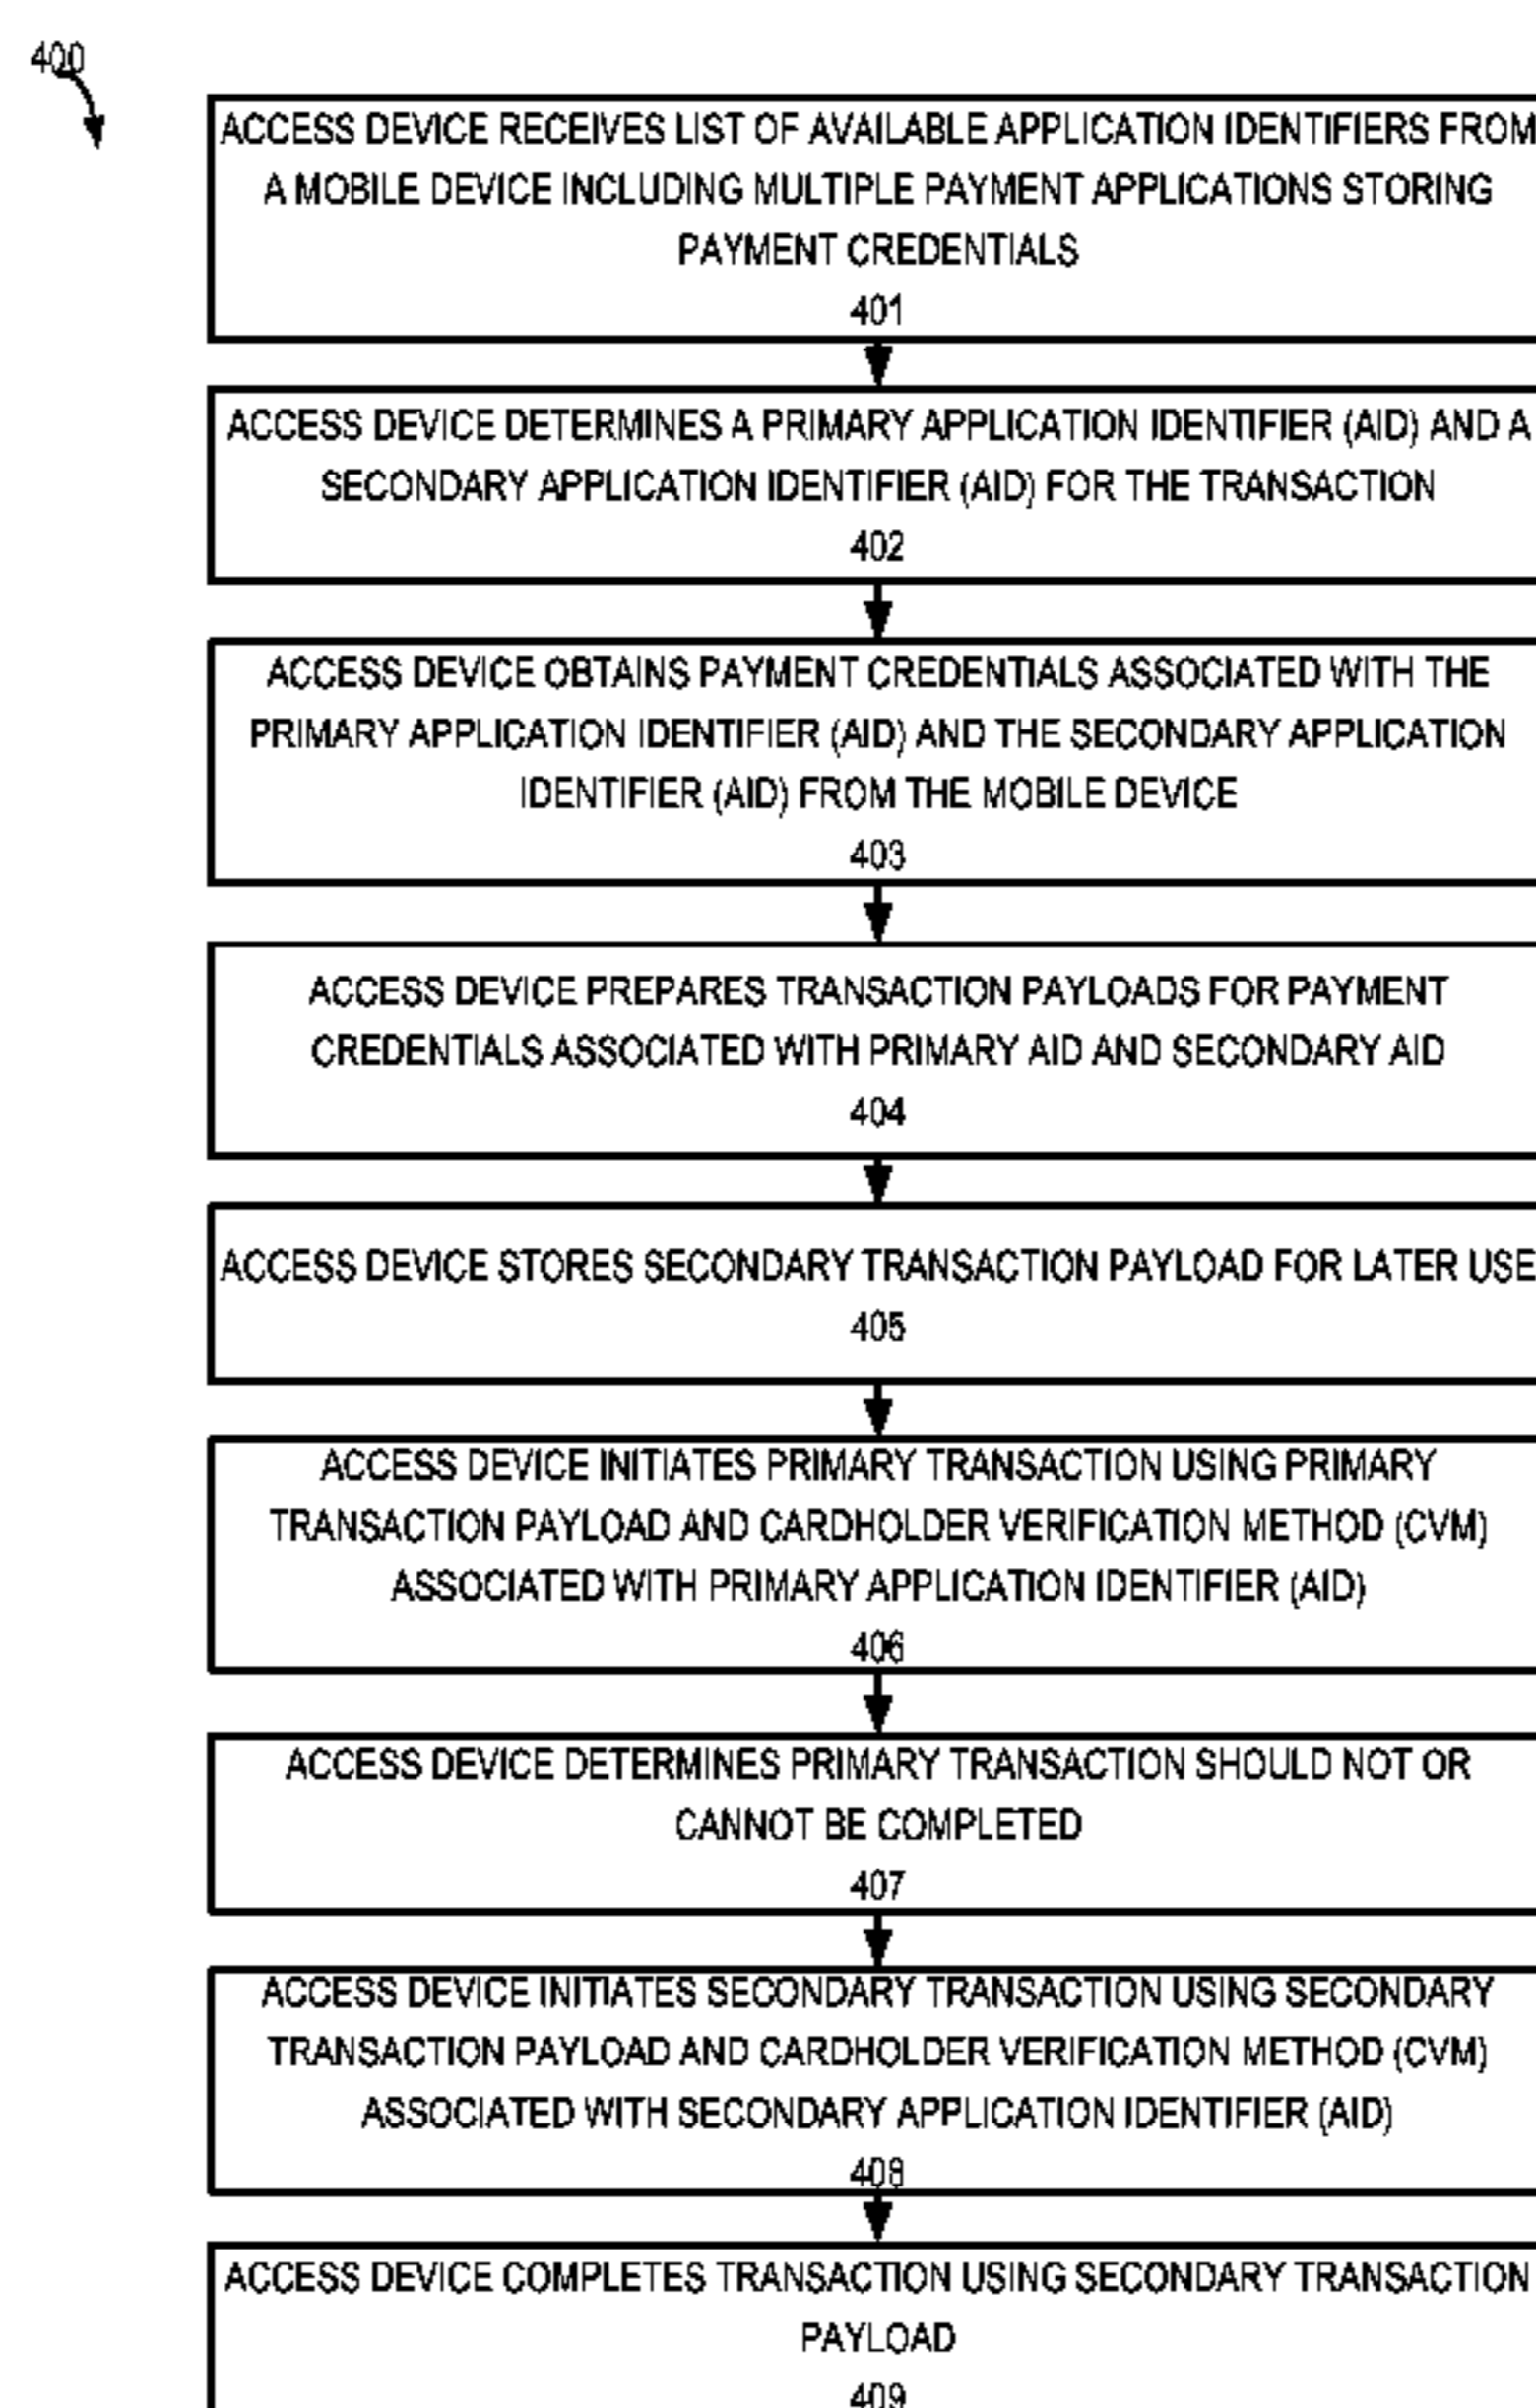 400
ACCESS DEVICE RECEIVES LIST OF AVAILABLE APPLICATION IDENTIFIERS FROM
A MOBILE DEVICE INCLUDING MULTIPLE PAYMENT APPLICATIONS STORING
PAYMENT CREDENTIALS
401
ACCESS DEVICE DETERMINES A PRIMARY APPLICATION IDENTIFIER (AID) AND A
SECONDARY APPLICATION IDENTIFIER (AID) FOR THE TRANSACTION
402
ACCESS DEVICE OBTAINS PAYMENT CREDENTIALS ASSOCIATED WITH THE
PRIMARY APPLICATION IDENTIFIER (AID) AND THE SECONDARY APPLICATION
IDENTIFIER (AID) FROM THE MOBILE DEVICE
403
ACCESS DEVICE PREPARES TRANSACTION PAYLOADS FOR PAYMENT
CREDENTIALS ASSOCIATED WITH PRIMARY AID AND SECONDARY AID
404
ACCESS DEVICE STORES SECONDARY TRANSACTION PAYLOAD FOR LATER USE
405
ACCESS DEVICE INITIATES PRIMARY TRANSACTION USING PRIMARY
TRANSACTION PAYLOAD AND CARDHOLDER VERIFICATION METHOD (CVM)
ASSOCIATED WITH PRIMARY APPLICATION IDENTIFIER (AID)
406
ACCESS DEVICE DETERMINES PRIMARY TRANSACTION SHOULD NOT OR
CANNOT BE COMPLETED
407
ACCESS DEVICE INITIATES SECONDARY TRANSACTION USING SECONDARY
TRANSACTION PAYLOAD AND CARDHOLDER VERIFICATION METHOD (CVM)
ASSOCIATED WITH SECONDARY APPLICATION IDENTIFIER (AID)
408
ACCESS DEVICE COMPLETES TRANSACTION USING SECONDARY TRANSACTION
PAYLOAD
409